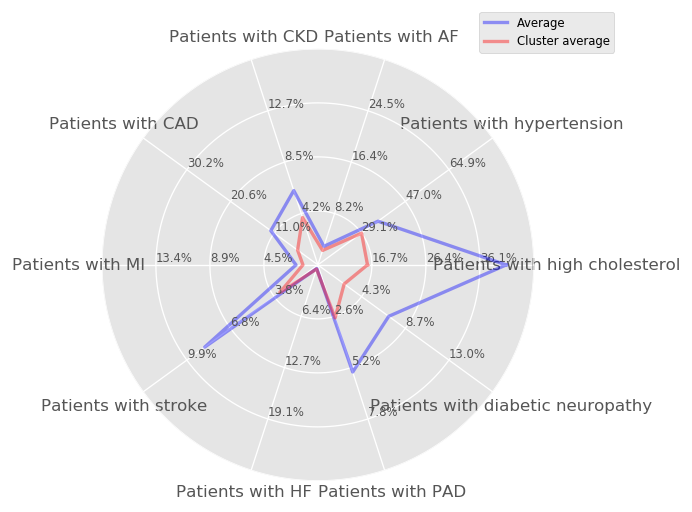 Average
Cluster average
Patients with CKD Patients with AF
12.7% 24.5%
Patients with CAD Patients with hypertension
8.5% 16.4%
30.2% 64.9%
20.6% 47.0%
4.2% 8.2%
11.0% 29.1%
Patients with MI 13.4% 8.9% 4.5% 16.7% 26.4% 36.1% Patients with high cholesterol
3.8% 4.3%
6.4% 2.6%
6.8% 8.7%
9.9% 13.0%
12.7% 5.2%
Patients with stroke Patients with diabetic neuropathy
19.1% 7.8%
Patients with HF Patients with PAD